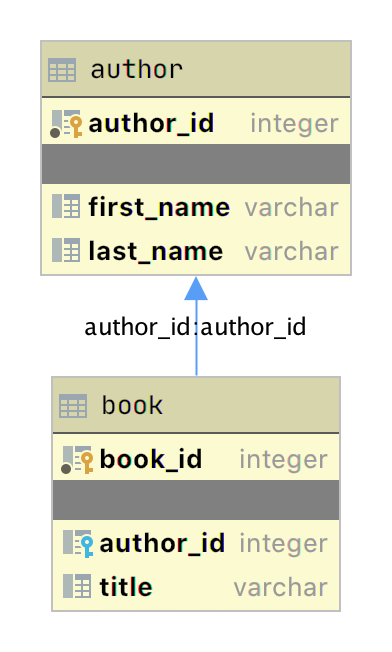 author
author_id integer
first_name varchar
last_name varchar
author_id:author_id
book
book_id integer
author_id integer
title varchar